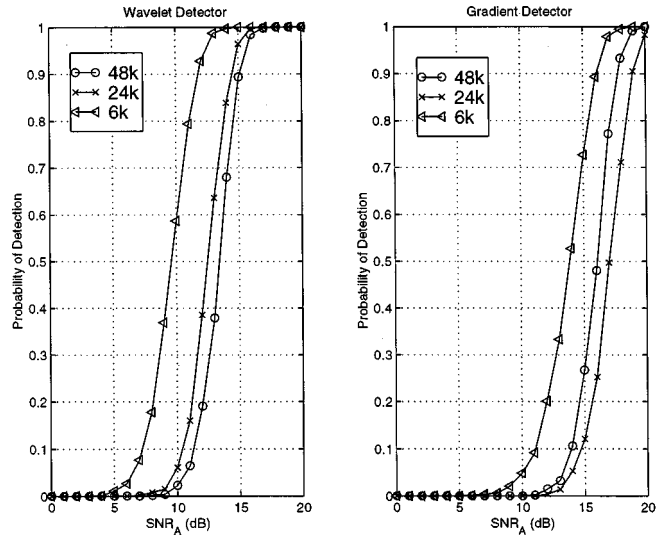 Wavelet Detector
1
0.9
0.8
0.7
0.6
0.5
0.4
0.3
0.2
0.1
0
Probability of Detection
48k
24k
6k
0
5
10
15
20
SNR_A (dB)
Gradient Detector
1
0.9
0.8
0.7
0.6
0.5
0.4
0.3
0.2
0.1
0
Probability of Detection
48k
24k
6k
0
5
10
15
20
SNR_A (dB)